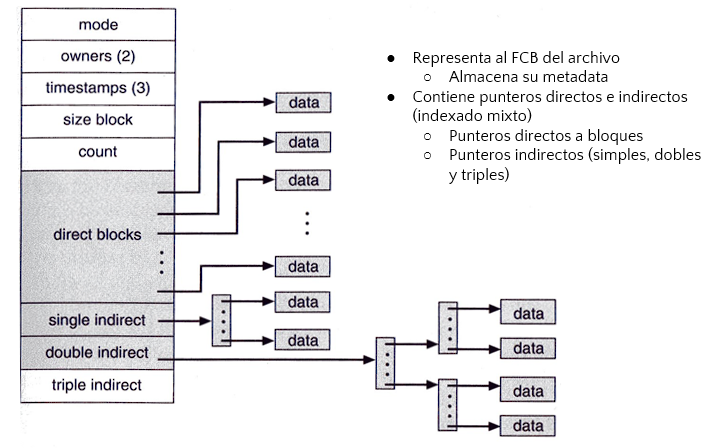 mode
owners (2)
timestamps (3)
size block
count
direct blocks
single indirect
double indirect
triple indirect
data
data
data
data
data
data
data
data
data
data
● Representa al FCB del archivo
○ Almacena su metadata
● Contiene punteros directos e indirectos
(indexado mixto)
○ Punteros directos a bloques
○ Punteros indirectos (simples, dobles
y triples)